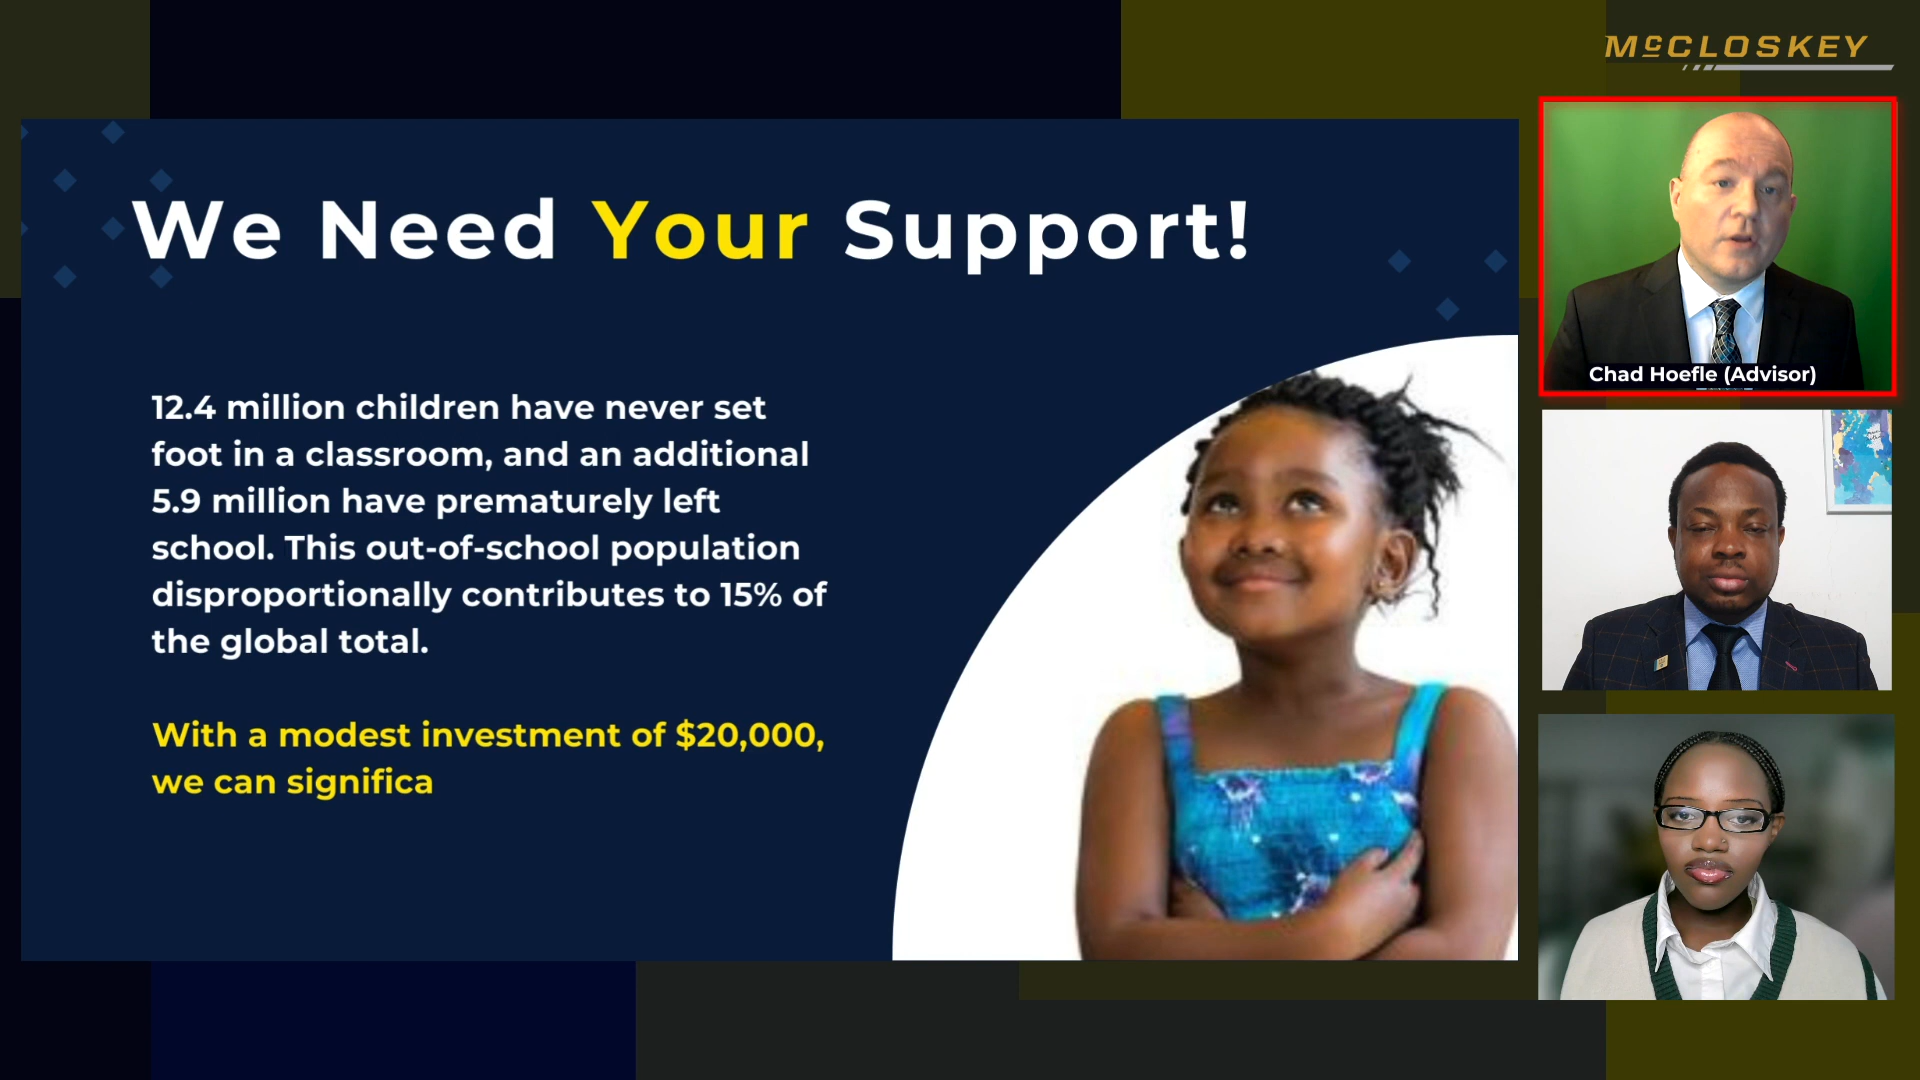 McCLOSKEY
We Need Your Support!
12.4 million children have never set
foot in a classroom, and an additional
5.9 million have prematurely left
school. This out-of-school population
disproportionally contributes to 15% of
the global total.
With a modest investment of $20,000,
we can significa
Chad Hoefle (Advisor)